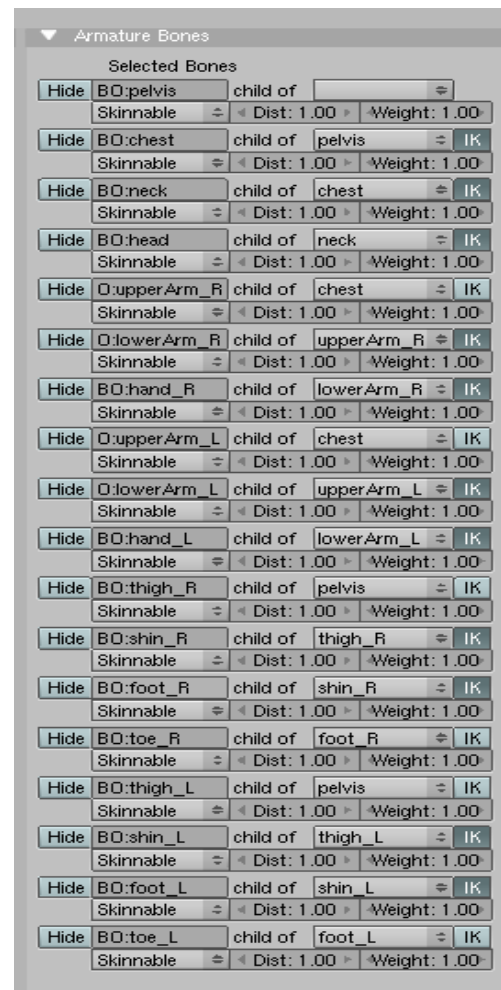 Armature Bones
Selected Bones
Hide BO:pelvis child of
Skinnable Dist: 1.00 Weight: 1.00
Hide BO:chest child of pelvis IK
Skinnable Dist: 1.00 Weight: 1.00
Hide BO:neck child of chest IK
Skinnable Dist: 1.00 Weight: 1.00
Hide BO:head child of neck IK
Skinnable Dist: 1.00 Weight: 1.00
Hide O:upperArm_R child of chest IK
Skinnable Dist: 1.00 Weight: 1.00
Hide O:lowerArm_R child of upperArm_R IK
Skinnable Dist: 1.00 Weight: 1.00
Hide BO:hand_R child of lowerArm_R IK
Skinnable Dist: 1.00 Weight: 1.00
Hide O:upperArm_L child of chest IK
Skinnable Dist: 1.00 Weight: 1.00
Hide O:lowerArm_L child of upperArm_L IK
Skinnable Dist: 1.00 Weight: 1.00
Hide BO:hand_L child of lowerArm_L IK
Skinnable Dist: 1.00 Weight: 1.00
Hide BO:thigh_R child of pelvis IK
Skinnable Dist: 1.00 Weight: 1.00
Hide BO:shin_R child of thigh_R IK
Skinnable Dist: 1.00 Weight: 1.00
Hide BO:foot_R child of shin_R IK
Skinnable Dist: 1.00 Weight: 1.00
Hide BO:toe_R child of foot_R IK
Skinnable Dist: 1.00 Weight: 1.00
Hide BO:thigh_L child of pelvis IK
Skinnable Dist: 1.00 Weight: 1.00
Hide BO:shin_L child of thigh_L IK
Skinnable Dist: 1.00 Weight: 1.00
Hide BO:foot_L child of shin_L IK
Skinnable Dist: 1.00 Weight: 1.00
Hide BO:toe_L child of foot_L IK
Skinnable Dist: 1.00 Weight: 1.00